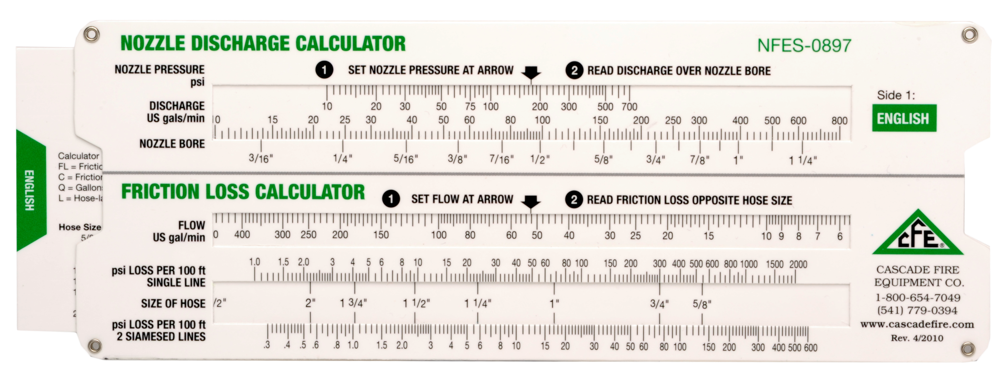 NOZZLE DISCHARGE CALCULATOR
NFES-0897
NOZZLE PRESSURE
psi
1 SET NOZZLE PRESSURE AT ARROW
2 READ DISCHARGE OVER NOZZLE BORE
10 20 30 50 75 100 200 300 500 700
DISCHARGE
US gals/min
10 15 20 25 30 40 50 60 80 100 150 200 250 300 400 500 600 800
NOZZLE BORE
3/16" 1/4" 5/16" 3/8" 7/16" 1/2" 5/8" 3/4" 7/8" 1" 1 1/4"
Side 1:
ENGLISH
ENGLISH
Calculator
FL = Frictio
C = Friction
Q = Gallons
L = Hose-la
Hose Size
5/8
FRICTION LOSS CALCULATOR
1 SET FLOW AT ARROW
2 READ FRICTION LOSS OPPOSITE HOSE SIZE
FLOW
US gal/min
0 400 300 250 200 150 100 80 60 50 40 30 25 20 15 10 9 8 7 6
1.0 1.5 2.0 3 4 5 6 8 10 15 20 30 40 50 60 80 100 150 200 300 400 500 600 800 1000 1500 2000
psi LOSS PER 100 ft
SINGLE LINE
SIZE OF HOSE
/2" 2" 1 3/4" 1 1/2" 1 1/4" 1" 3/4" 5/8"
psi LOSS PER 100 ft
2 SIAMESED LINES
.3 .4 .5 .6 .8 1.0 1.5 2.0 3 4 5 6 8 10 15 20 30 40 50 60 80 100 150 200 300 400 500 600
CFE®
CASCADE FIRE
EQUIPMENT CO.
1-800-654-7049
(541) 779-0394
www.cascadefire.com
Rev. 4/2010